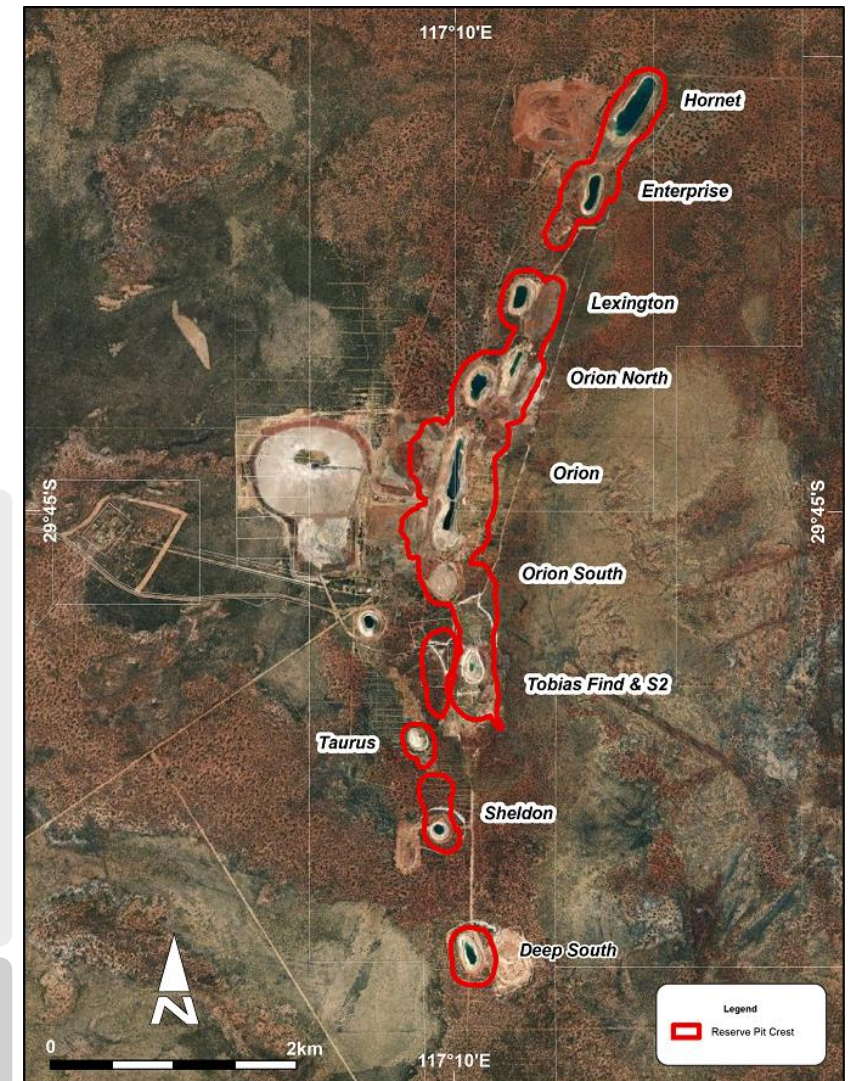 117°10'E
Hornet
Enterprise
Lexington
Orion North
Orion
29°45'S
29°45'S
Orion South
Tobias Find & S2
Taurus
Sheldon
Deep South
Legend
Reserve Pit Crest
N
0 2km
117°10'E